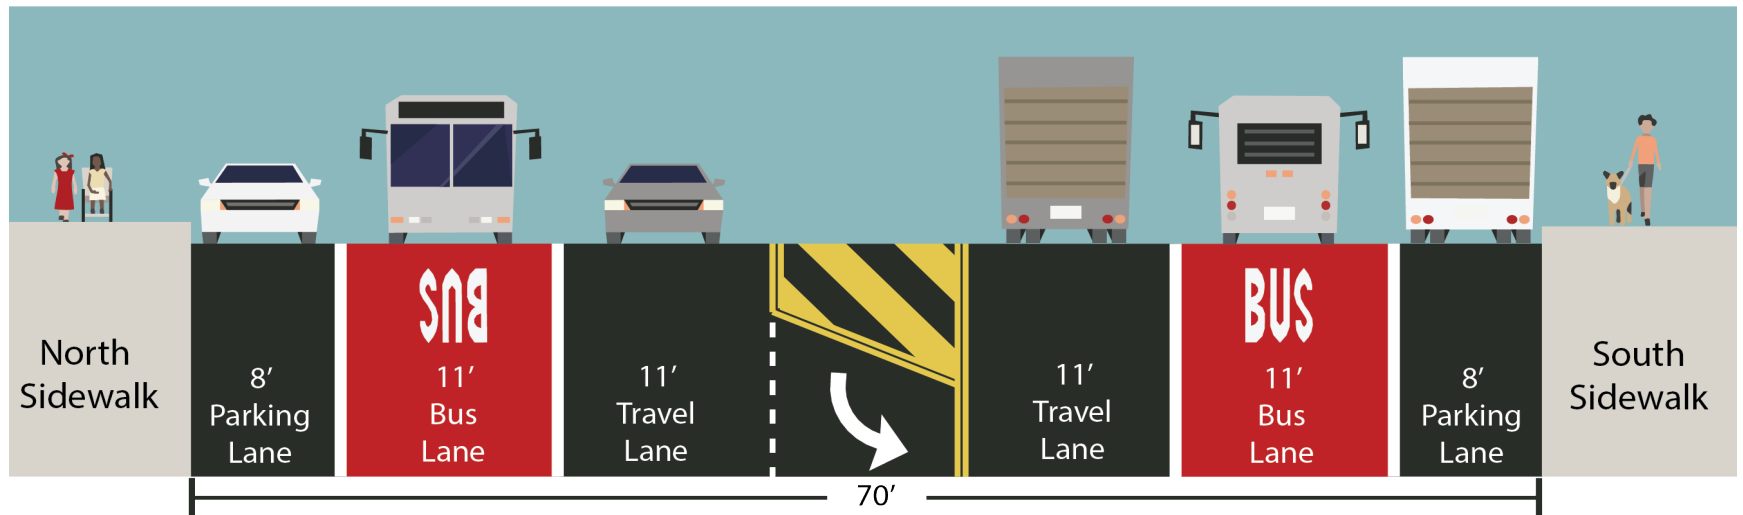 North
Sidewalk
8’
Parking
Lane
BUS
11’
Bus
Lane
11’
Travel
Lane
11’
Travel
Lane
BUS
11’
Bus
Lane
8’
Parking
Lane
South
Sidewalk
70’